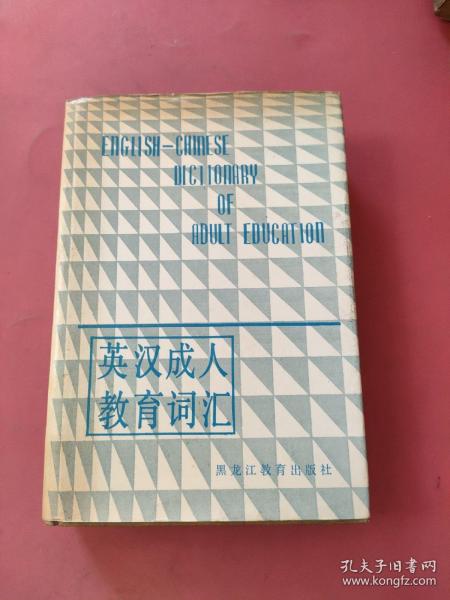 ENGLISH-CHINESE
DICTIONARY
OF
ADULT EDUCATION
英汉成人
教育词汇
黑龙江教育出版社
孔夫子旧书网
www.kongfz.com